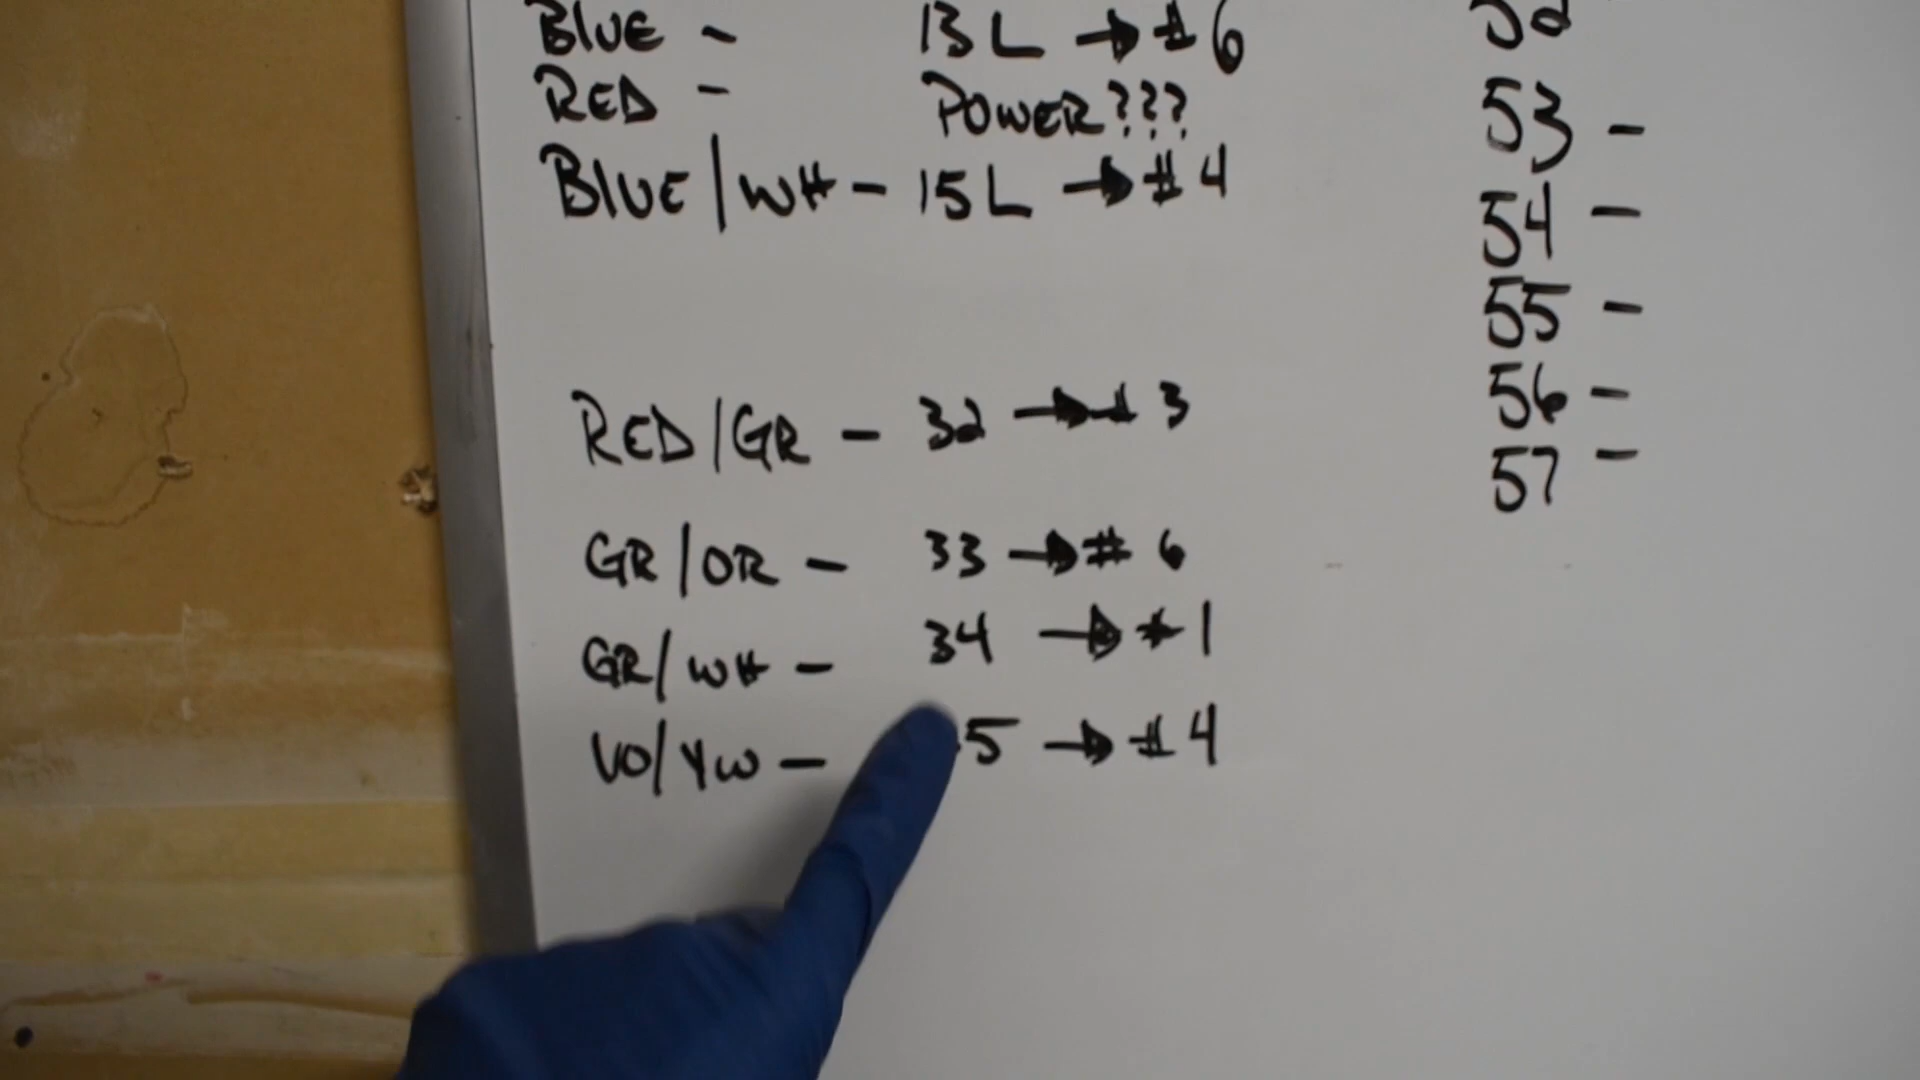 BLUE - 13L → #6
RED - POWER???
BLUE/WH - 15L → #4
RED/GR - 32 → # 3
GR/OR - 33 → # 6
GR/WH - 34 → # 1
VO/YW - 5 → # 4
52
53 -
54 -
55 -
56 -
57 -